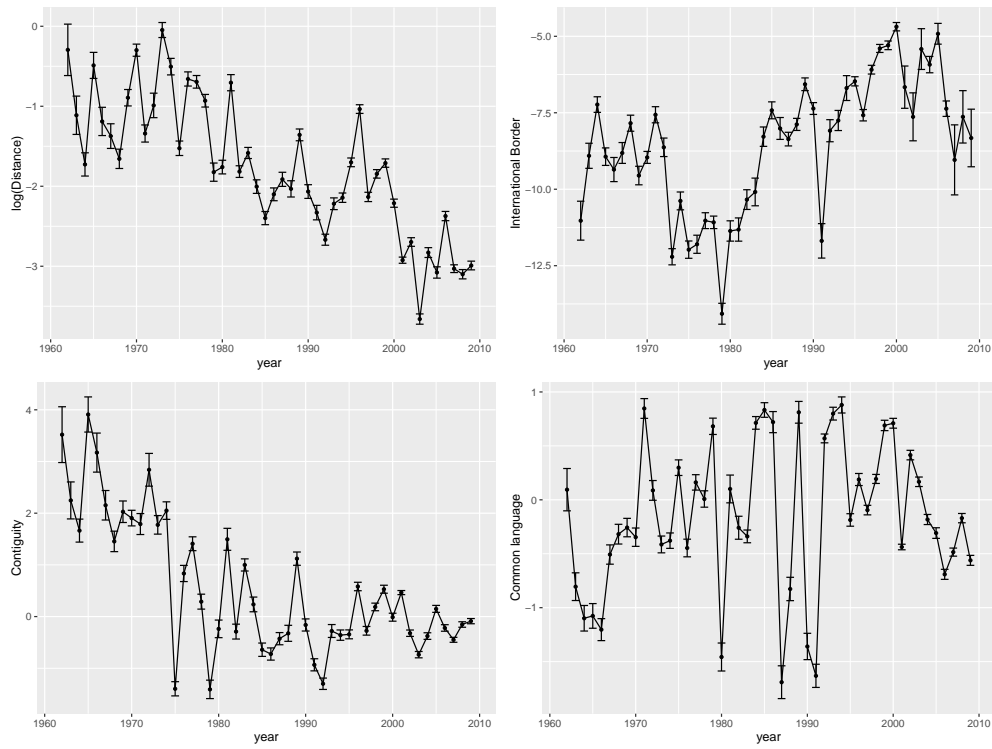 log(Distance)
0
−1
−2
−3
1960 1970 1980 1990 2000 2010
year
International Border
−5.0
−7.5
−10.0
−12.5
1960 1970 1980 1990 2000 2010
year
Contiguity
4
2
0
1960 1970 1980 1990 2000 2010
year
Common language
1
0
−1
1960 1970 1980 1990 2000 2010
year